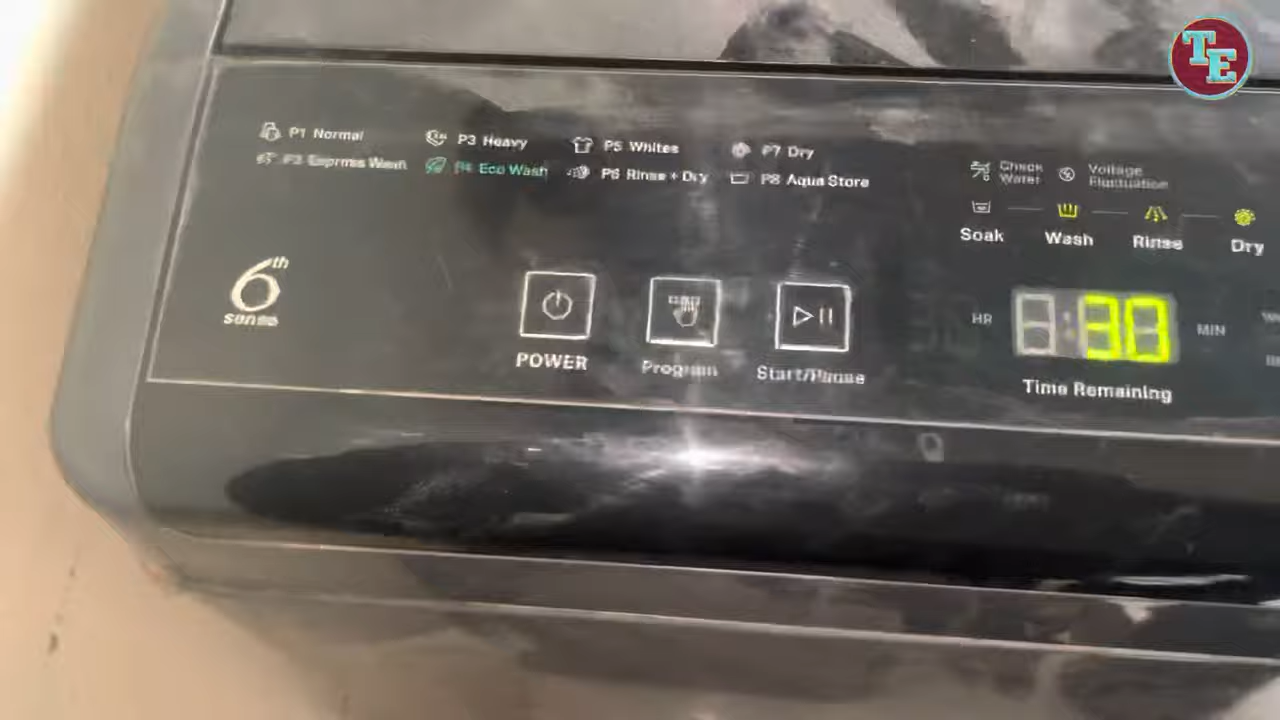 TE
P1 Normal
P3 Heavy
P5 Whites
P7 Dry
Express Wash
P4 Eco Wash
P6 Rinse + Dry
P8 Aqua Store
Check Water
Voltage Fluctuation
Soak
Wash
Rinse
Dry
6th
sense
POWER
Program
Start/Pause
HR
30
MIN
Time Remaining